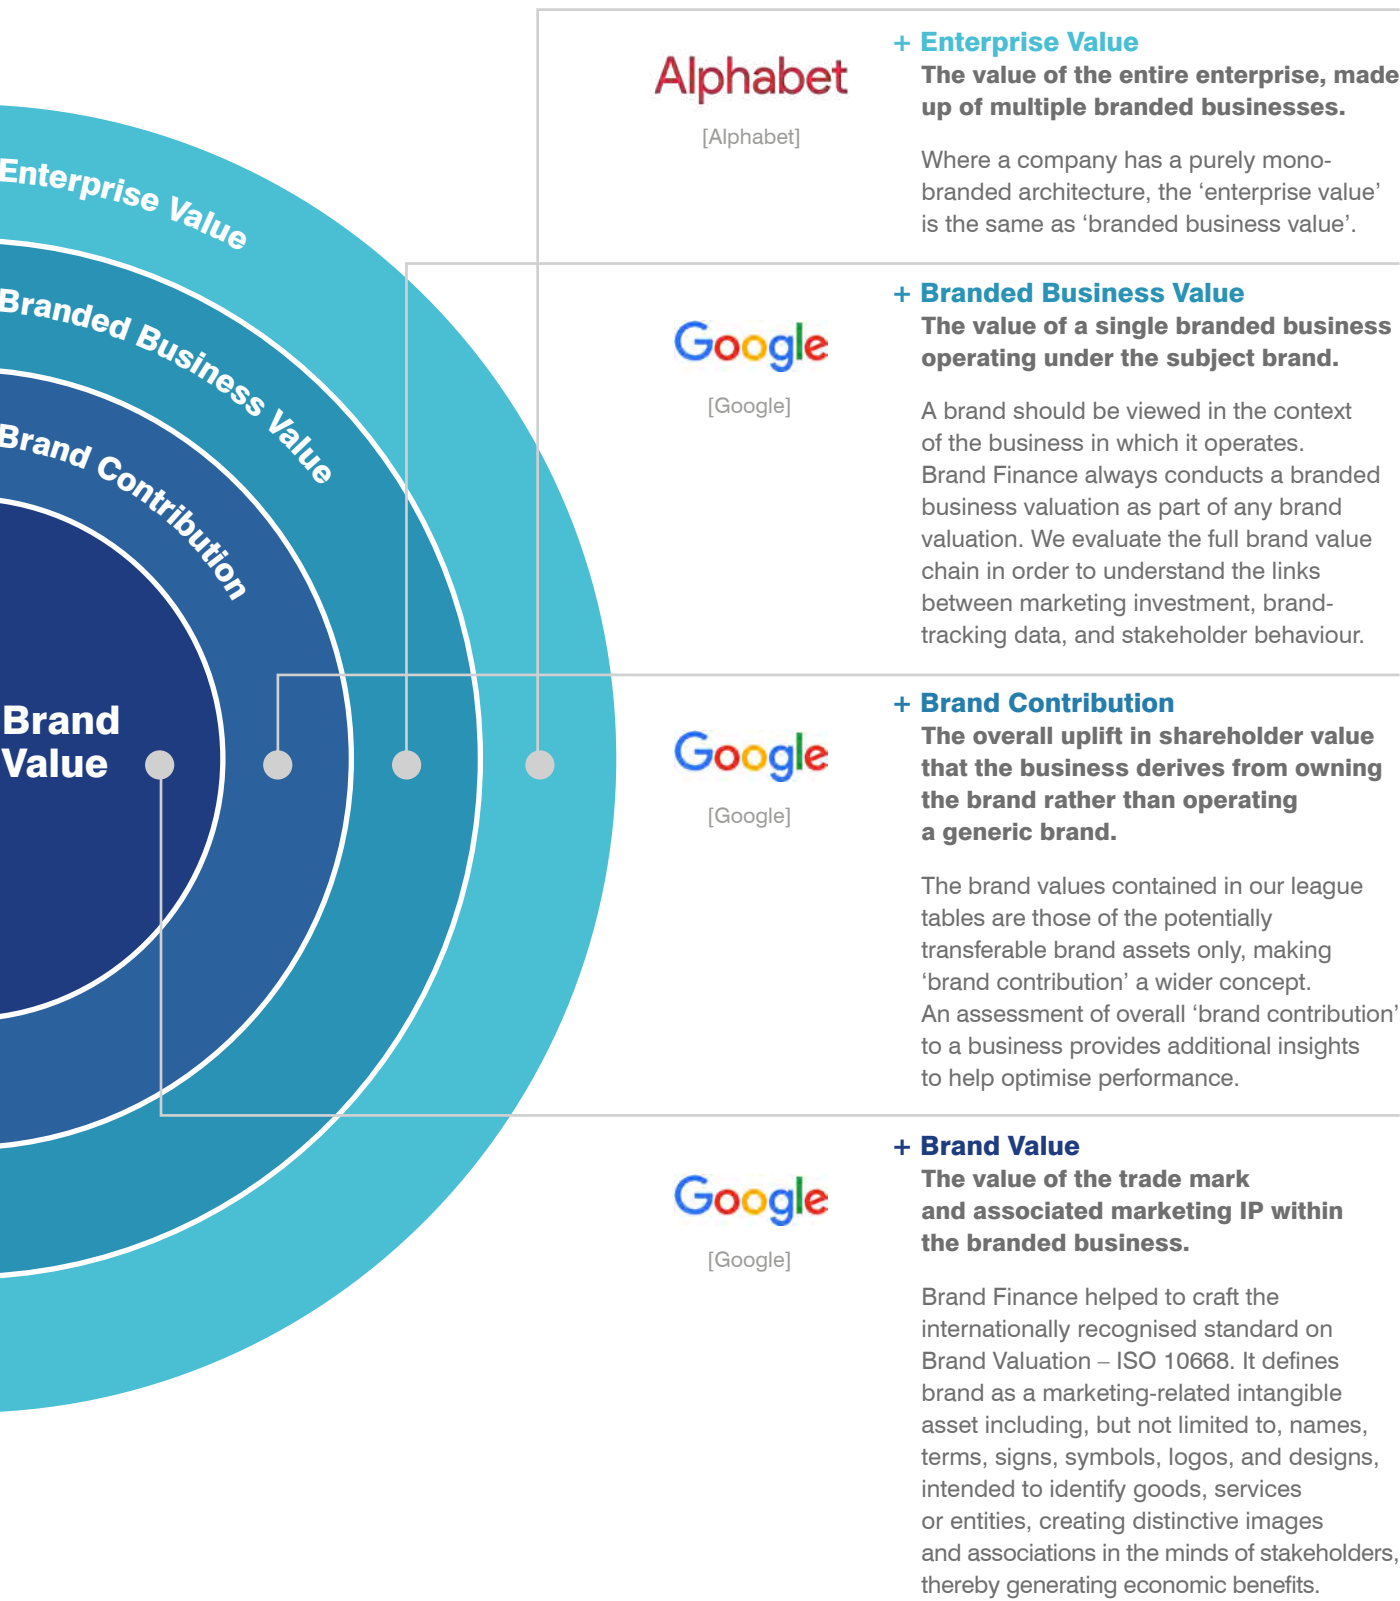 Enterprise Value
Branded Business Value
Brand Contribution
Brand
Value
Alphabet
[Alphabet]
+ Enterprise Value
The value of the entire enterprise, made
up of multiple branded businesses.
Where a company has a purely mono-
branded architecture, the ‘enterprise value’
is the same as ‘branded business value’.
Google
[Google]
+ Branded Business Value
The value of a single branded business
operating under the subject brand.
A brand should be viewed in the context
of the business in which it operates.
Brand Finance always conducts a branded
business valuation as part of any brand
valuation. We evaluate the full brand value
chain in order to understand the links
between marketing investment, brand-
tracking data, and stakeholder behaviour.
Google
[Google]
+ Brand Contribution
The overall uplift in shareholder value
that the business derives from owning
the brand rather than operating
a generic brand.
The brand values contained in our league
tables are those of the potentially
transferable brand assets only, making
‘brand contribution’ a wider concept.
An assessment of overall ‘brand contribution’
to a business provides additional insights
to help optimise performance.
Google
[Google]
+ Brand Value
The value of the trade mark
and associated marketing IP within
the branded business.
Brand Finance helped to craft the
internationally recognised standard on
Brand Valuation – ISO 10668. It defines
brand as a marketing-related intangible
asset including, but not limited to, names,
terms, signs, symbols, logos, and designs,
intended to identify goods, services
or entities, creating distinctive images
and associations in the minds of stakeholders,
thereby generating economic benefits.